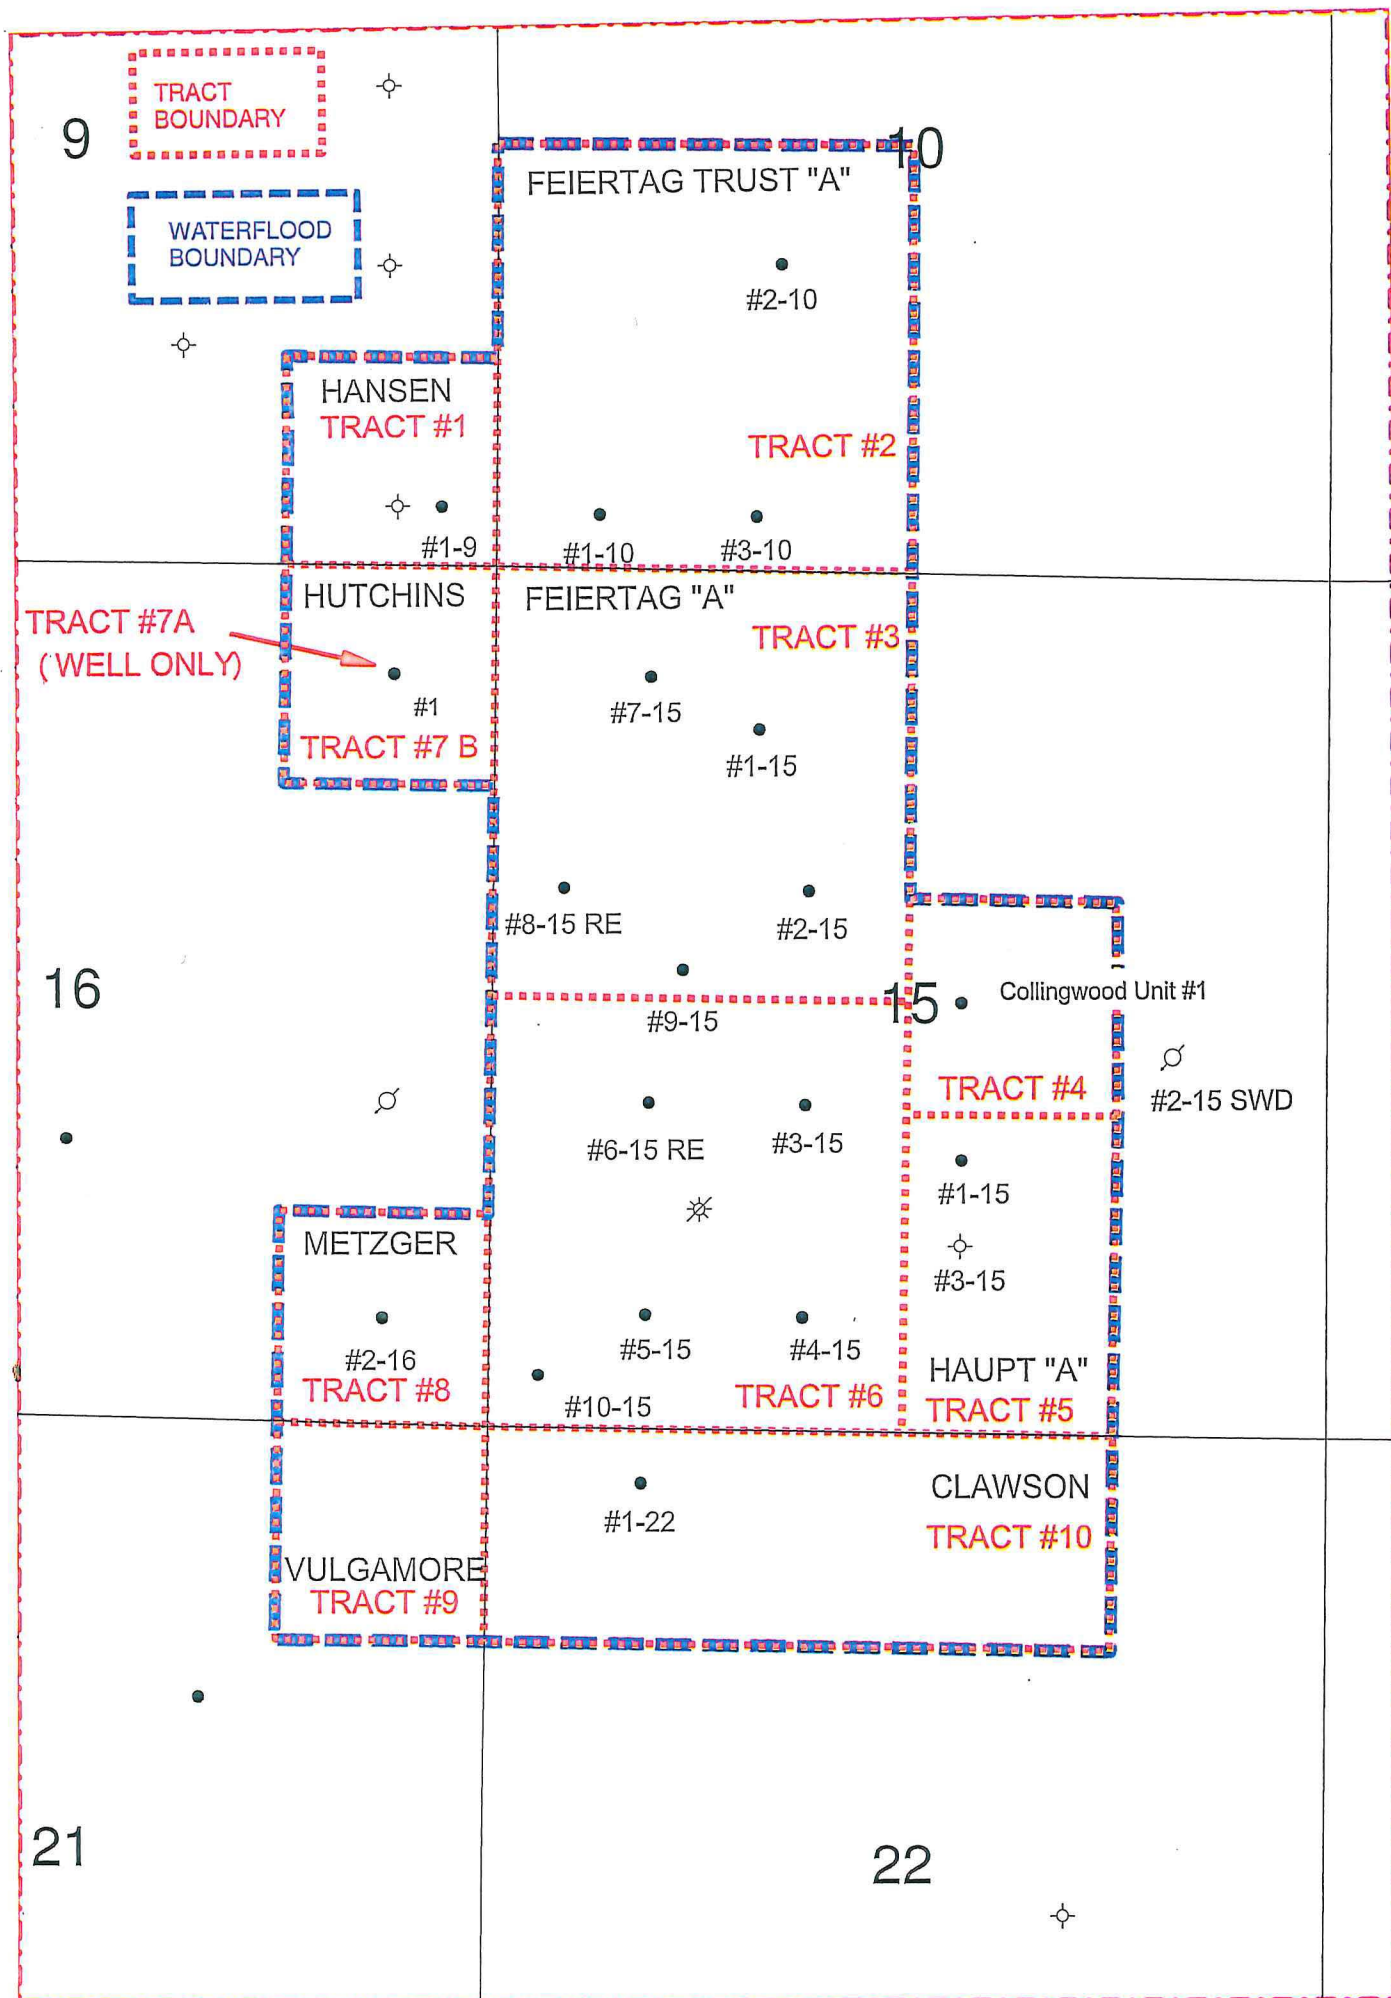 9
TRACT
BOUNDARY
WATERFLOOD
BOUNDARY
10
FEIERTAG TRUST "A"
#2-10
HANSEN
TRACT #1
TRACT #2
#1-9
#1-10
#3-10
HUTCHINS
FEIERTAG "A"
TRACT #7A
(WELL ONLY)
TRACT #3
#1
#7-15
TRACT #7 B
#1-15
#8-15 RE
#2-15
16
15
Collingwood Unit #1
#9-15
TRACT #4
#2-15 SWD
#6-15 RE
#3-15
#1-15
METZGER
#3-15
#2-16
#5-15
#4-15
HAUPT "A"
TRACT #8
#10-15
TRACT #6
TRACT #5
#1-22
CLAWSON
TRACT #10
VULGAMORE
TRACT #9
21
22